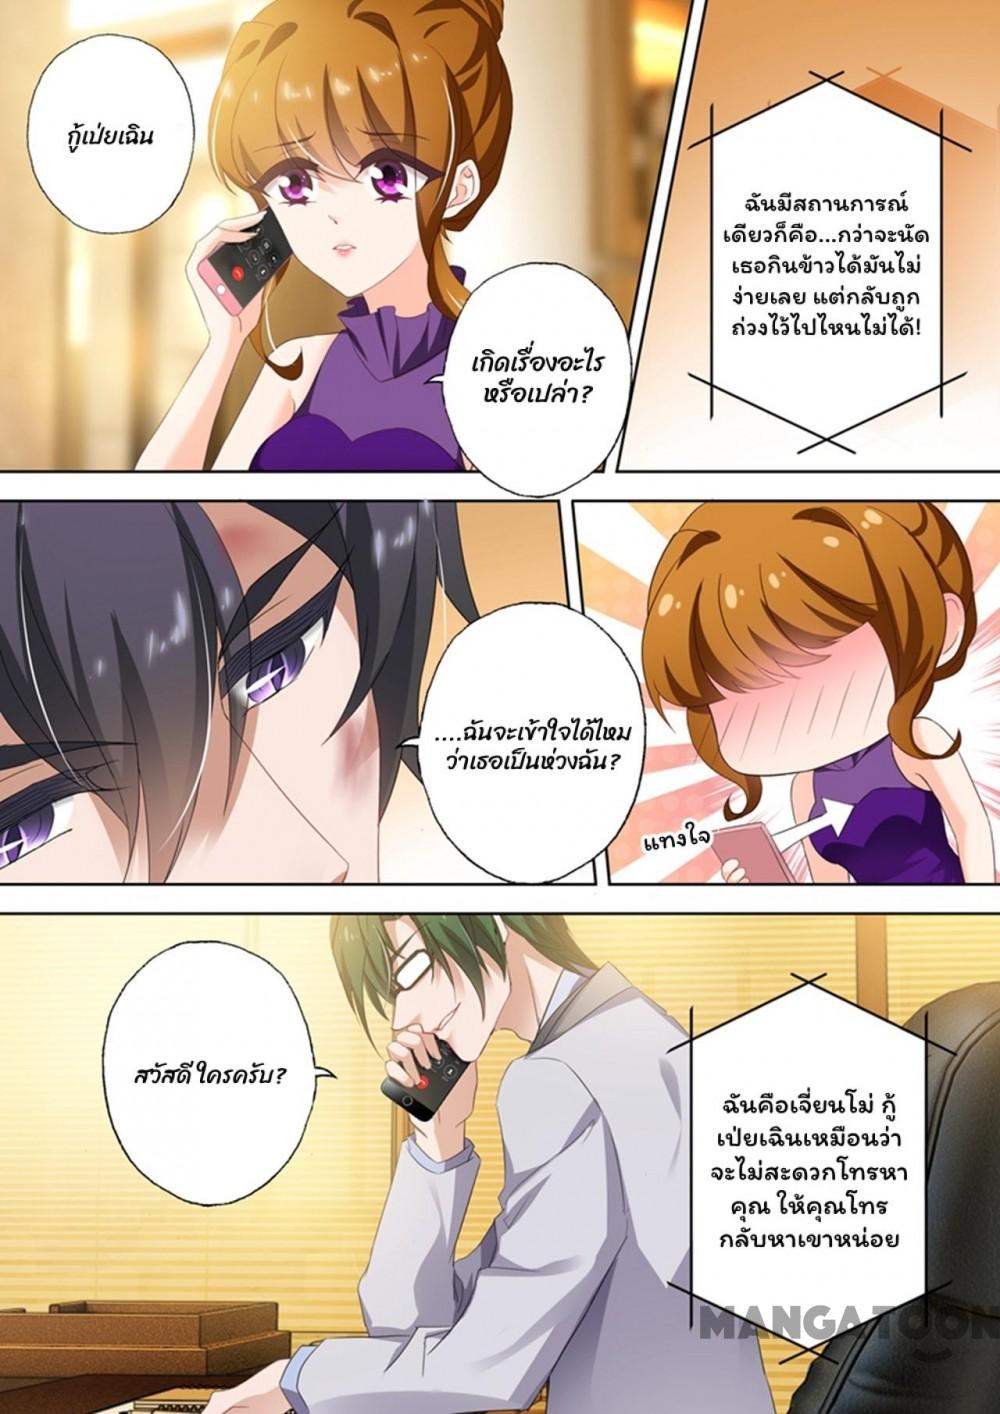 กู้เป่ยเฉิน
ฉันมีสถานการณ์
เดียวก็คือ...กว่าจะนัด
เธอกินข้าวได้มันไม่
ง่ายเลย แต่กลับถูก
ถ่วงไว้ไปไหนไม่ได้!
เกิดเรื่องอะไร
หรือเปล่า?
....ฉันจะเข้าใจได้ไหม
ว่าเธอเป็นห่วงฉัน?
แทงใจ
สวัสดี ใครครับ?
ฉันคือเจี่ยนโม่ กู้
เป่ยเฉินเหมือนว่า
จะไม่สะดวกโทรหา
คุณ ให้คุณโทร
กลับหาเขาหน่อย
MANGATOON